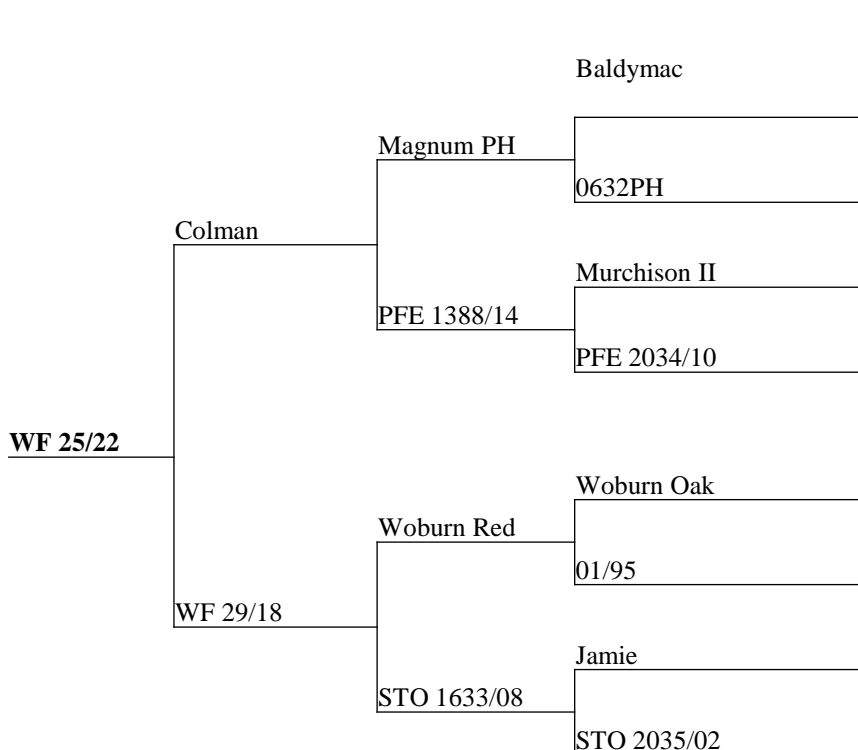 Baldymac
Magnum PH
0632PH
Colman
Murchison II
PFE 1388/14
PFE 2034/10
WF 25/22
Woburn Oak
Woburn Red
01/95
WF 29/18
Jamie
STO 1633/08
STO 2035/02